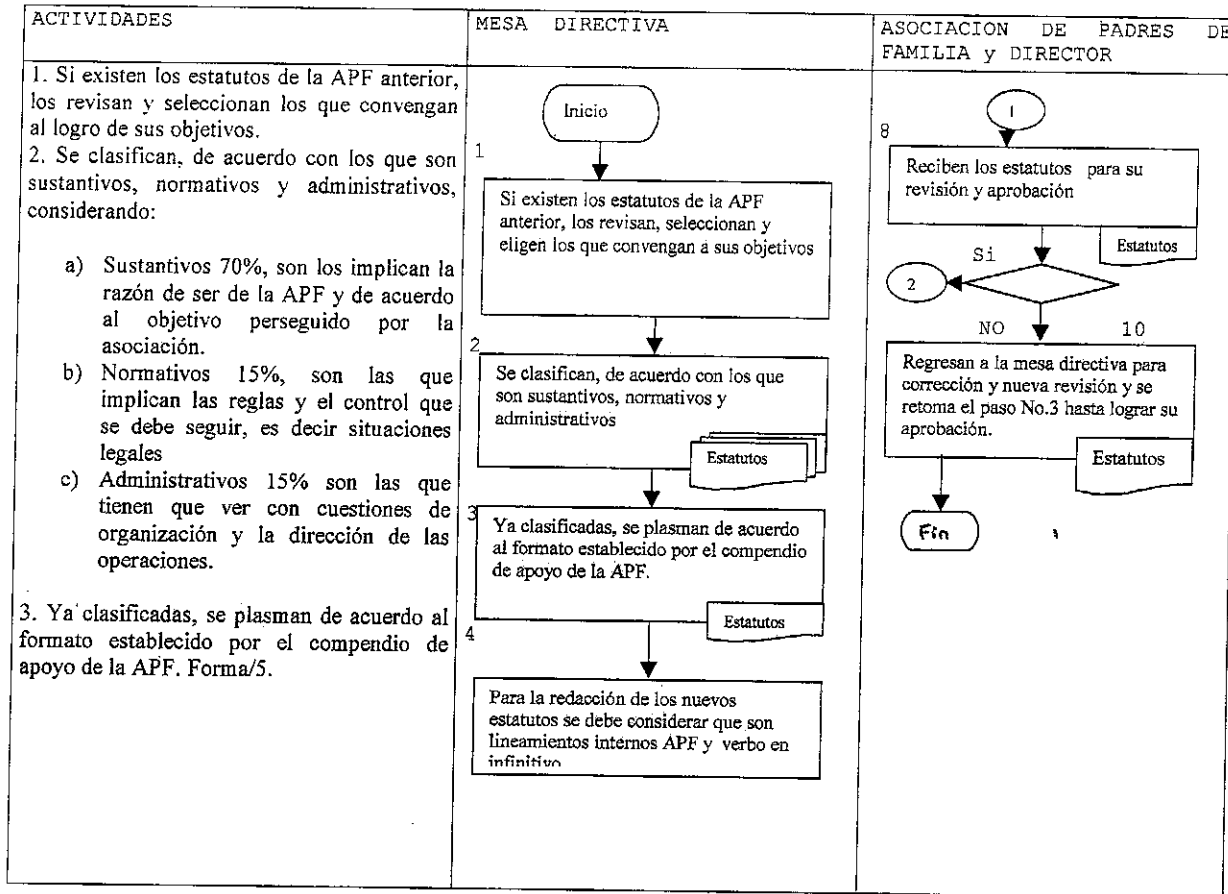 ACTIVIDADES
1. Si existen los estatutos de la APF anterior,
los revisan y seleccionan los que convengan
al logro de sus objetivos.
2. Se clasifican, de acuerdo con los que son
sustantivos, normativos y administrativos,
considerando:
a) Sustantivos 70%, son los implican la
razón de ser de la APF y de acuerdo
al objetivo perseguido por la
asociación.
b) Normativos 15%, son las que
implican las reglas y el control que
se debe seguir, es decir situaciones
legales
c) Administrativos 15% son las que
tienen que ver con cuestiones de
organización y la dirección de las
operaciones.
3. Ya clasificadas, se plasman de acuerdo al
formato establecido por el compendio de
apoyo de la APF. Forma/5.
MESA DIRECTIVA
Inicio
1
Si existen los estatutos de la APF
anterior, los revisan, seleccionan y
eligen los que convengan a sus objetivos
2
Se clasifican, de acuerdo con los que
son sustantivos, normativos y
administrativos
Estatutos
3
Ya clasificadas, se plasman de acuerdo
al formato establecido por el compendio
de apoyo de la APF.
Estatutos
4
Para la redacción de los nuevos
estatutos se debe considerar que son
lineamientos internos APF y verbo en
infinitivo
ASOCIACION DE PADRES DE
FAMILIA y DIRECTOR
1
8
Reciben los estatutos para su
revisión y aprobación
Estatutos
Si
2
NO 10
Regresan a la mesa directiva para
corrección y nueva revisión y se
retoma el paso No.3 hasta lograr su
aprobación.
Estatutos
Fin